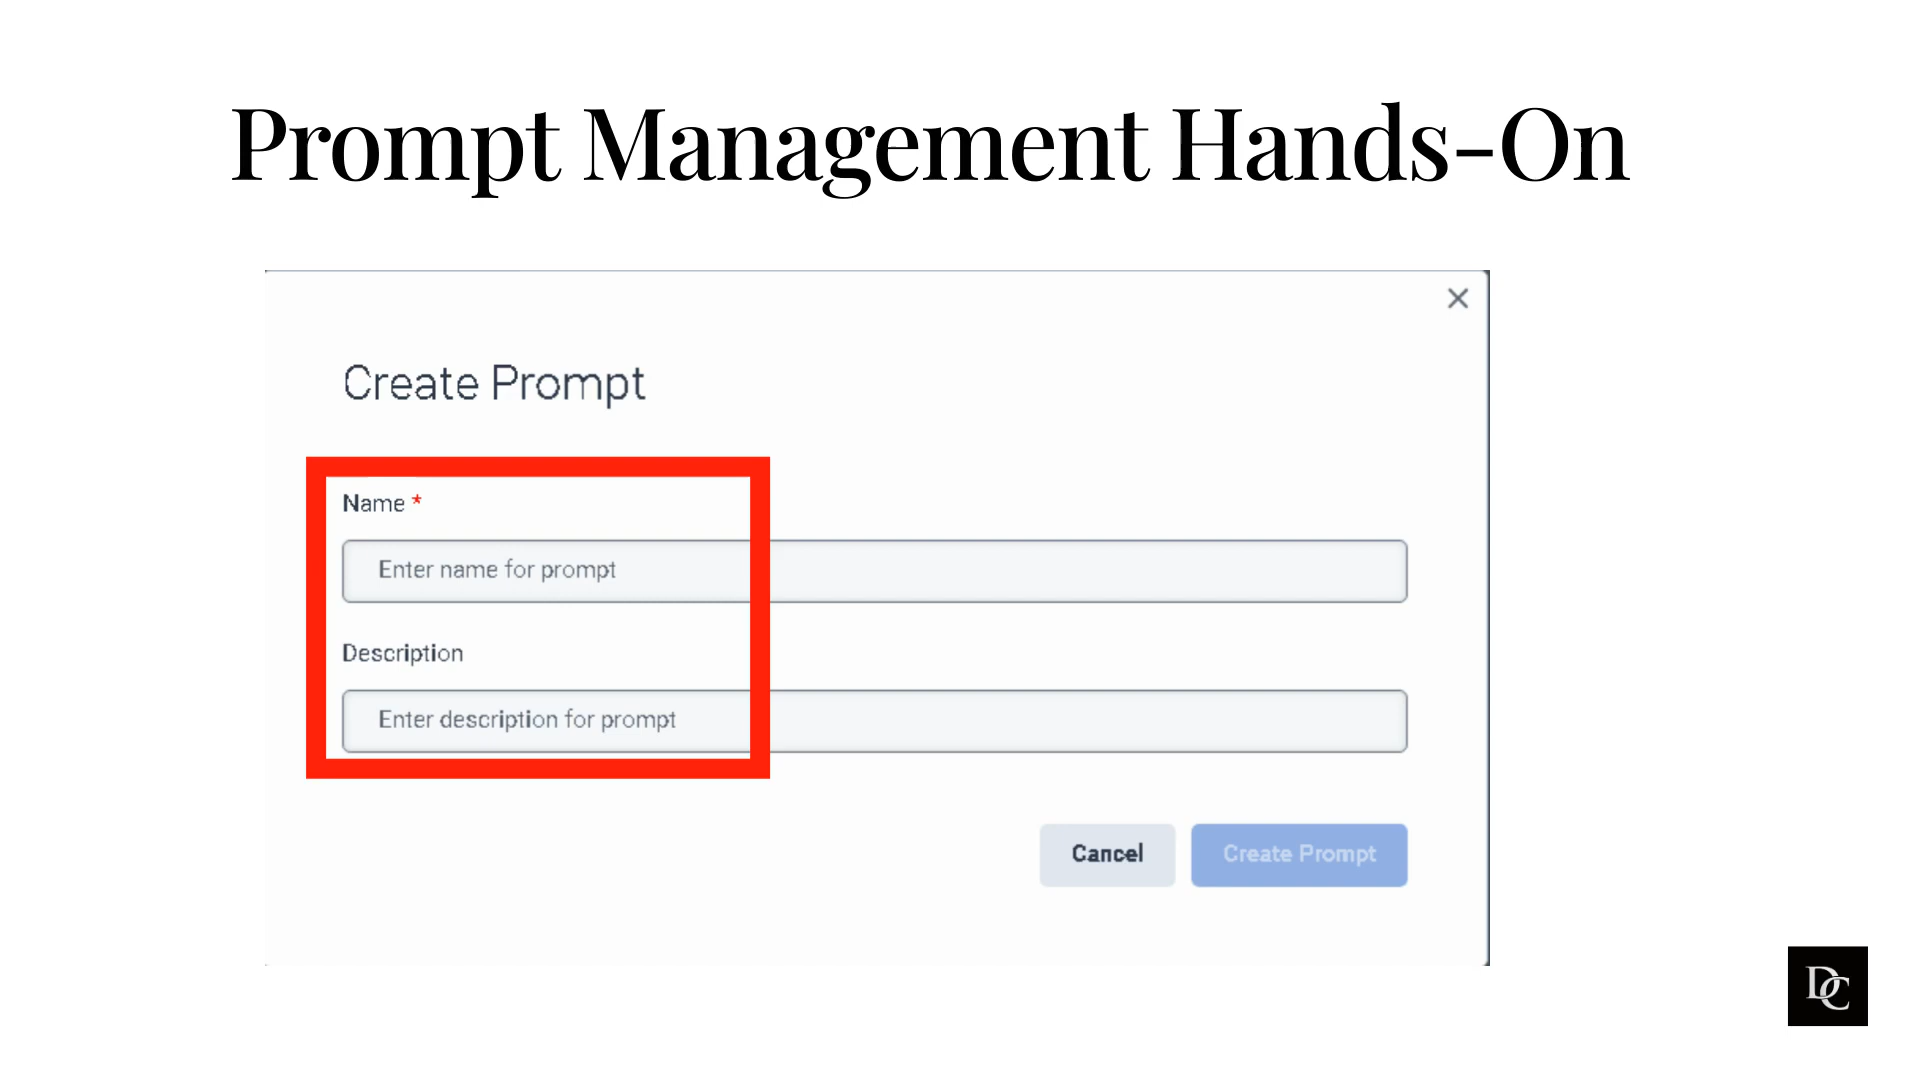 Prompt Management Hands-On
Create Prompt
Name *
Enter name for prompt
Description
Enter description for prompt
Cancel
Create Prompt
DC